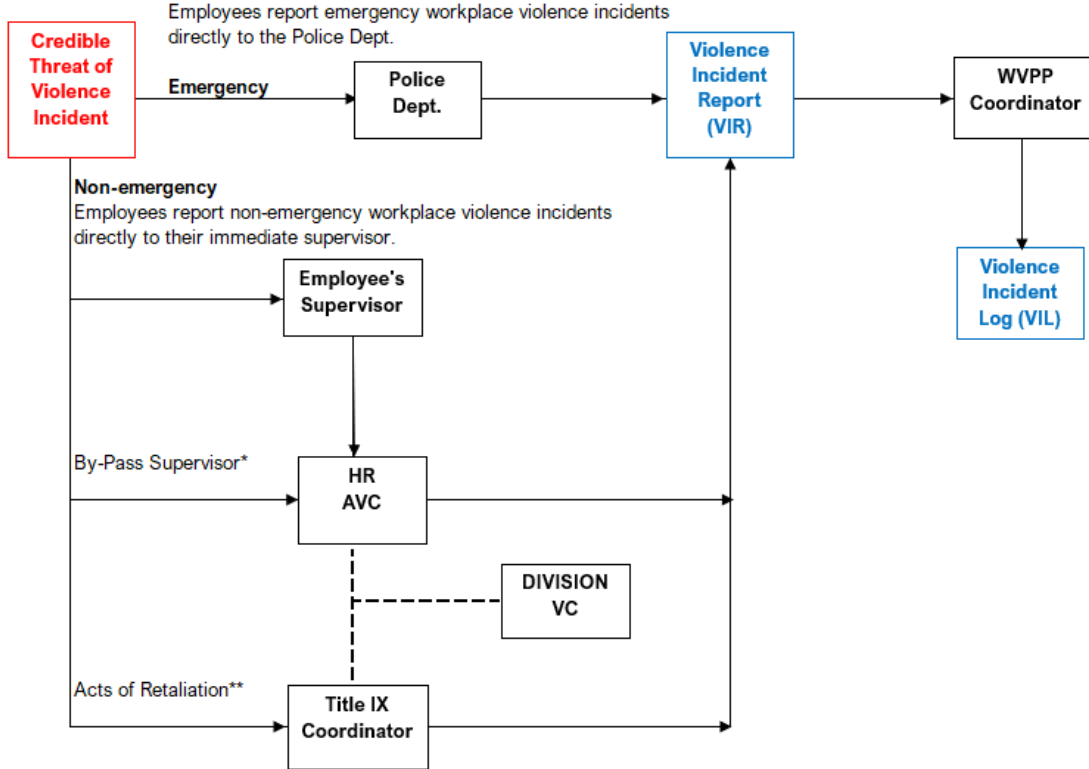 Employees report emergency workplace violence incidents
directly to the Police Dept.
Credible
Threat of
Violence
Incident
Emergency
Police
Dept.
Violence
Incident
Report
(VIR)
WVPP
Coordinator
Non-emergency
Employees report non-emergency workplace violence incidents
directly to their immediate supervisor.
Employee's
Supervisor
Violence
Incident
Log (VIL)
By-Pass Supervisor*
HR
AVC
DIVISION
VC
Acts of Retaliation**
Title IX
Coordinator